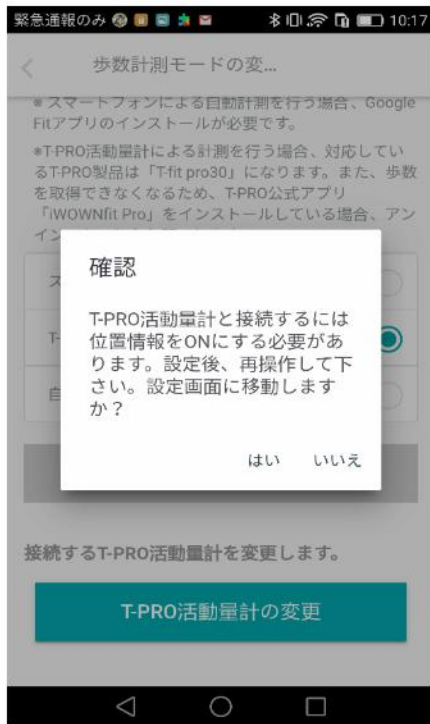 緊急通報のみ 10:17
歩数計測モードの変...
* スマートフォンによる自動計測を行う場合、Google
Fitアプリのインストールが必要です。
*T-PRO活動量計による計測を行う場合、対応してい
るT-PRO製品は「T-fit pro30」になります。また、歩数
を取得できなくなるため、T-PRO公式アプリ
「iWOWNfit Pro」をインストールしている場合、アン
イン
確認
ス
T-PRO活動量計と接続するには
位置情報をONにする必要があ
T-
ります。設定後、再操作して下
さい。設定画面に移動します
自
か？
はい いいえ
接続するT-PRO活動量計を変更します。
T-PRO活動量計の変更